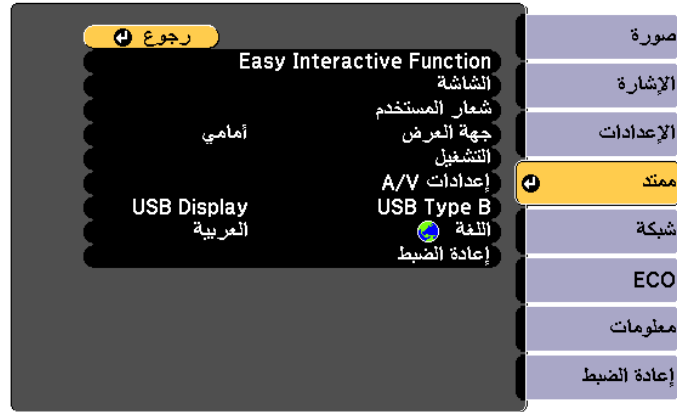 رجوع
Easy Interactive Function
الشاشة
شعار المستخدم
جهة العرض أمامي
التشغيل
إعدادات A/V
USB Type B USB Display
اللغة العربية
إعادة الضبط
صورة
الإشارة
الإعدادات
ممتد
شبكة
ECO
معلومات
إعادة الضبط